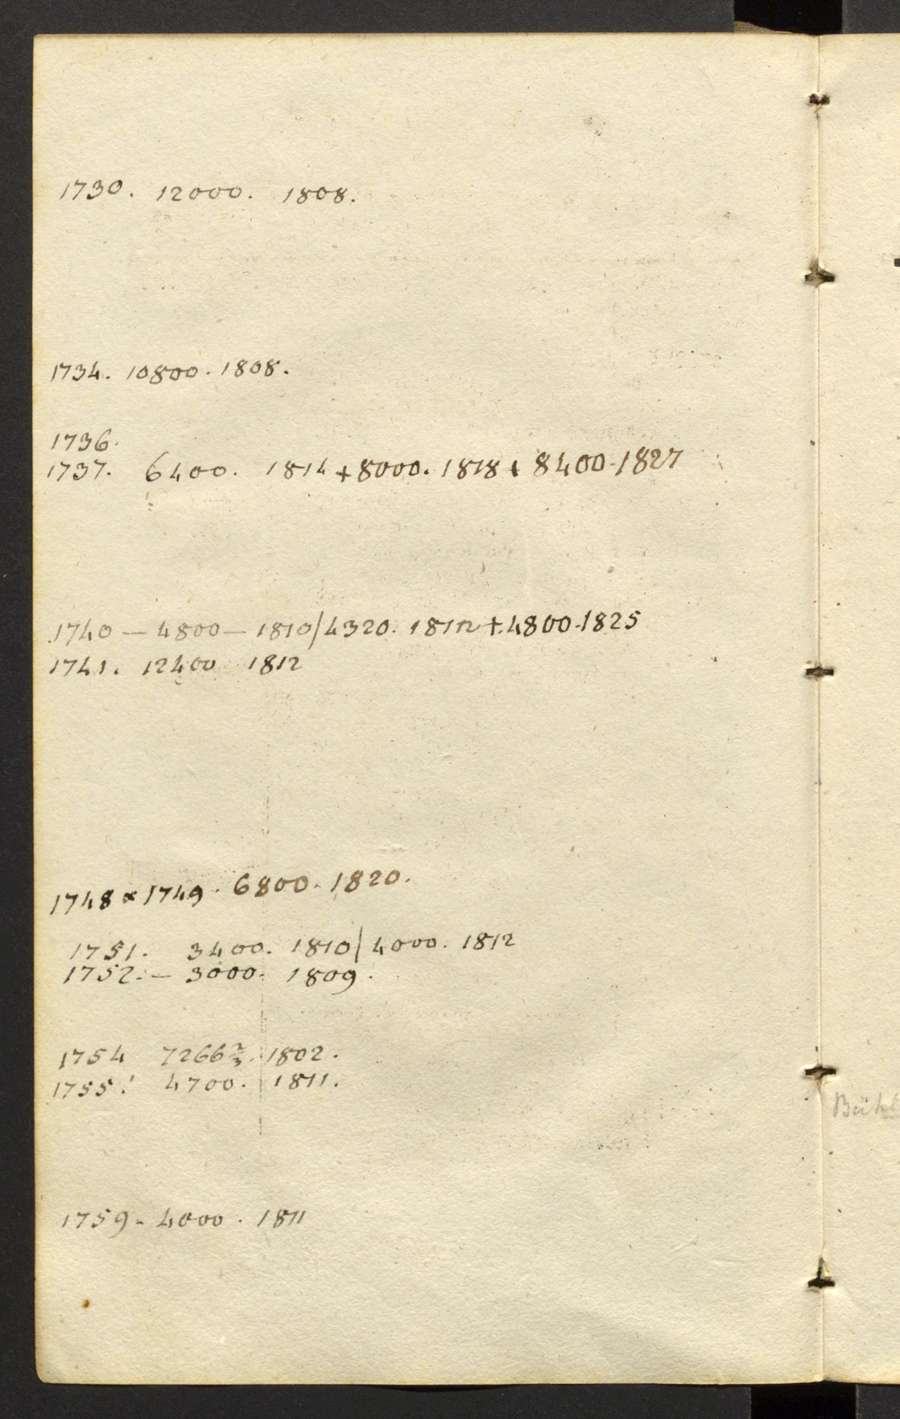 1730. 12000. 1808.
1734. 10800. 1808.
1736.
1737. 6400. 1814 + 8000. 1818 + 8400. 1827
1740 — 4800 — 1810/4320. 1812 + 4800. 1825
1741. 12400 1812
1748 & 1749. 6800. 1820.
1751. 3400. 1810/4000. 1812
1752. — 3000. 1809.
1754 7266⅔. 1802.
1755. 4700. 1811.
1759. 4000. 1811